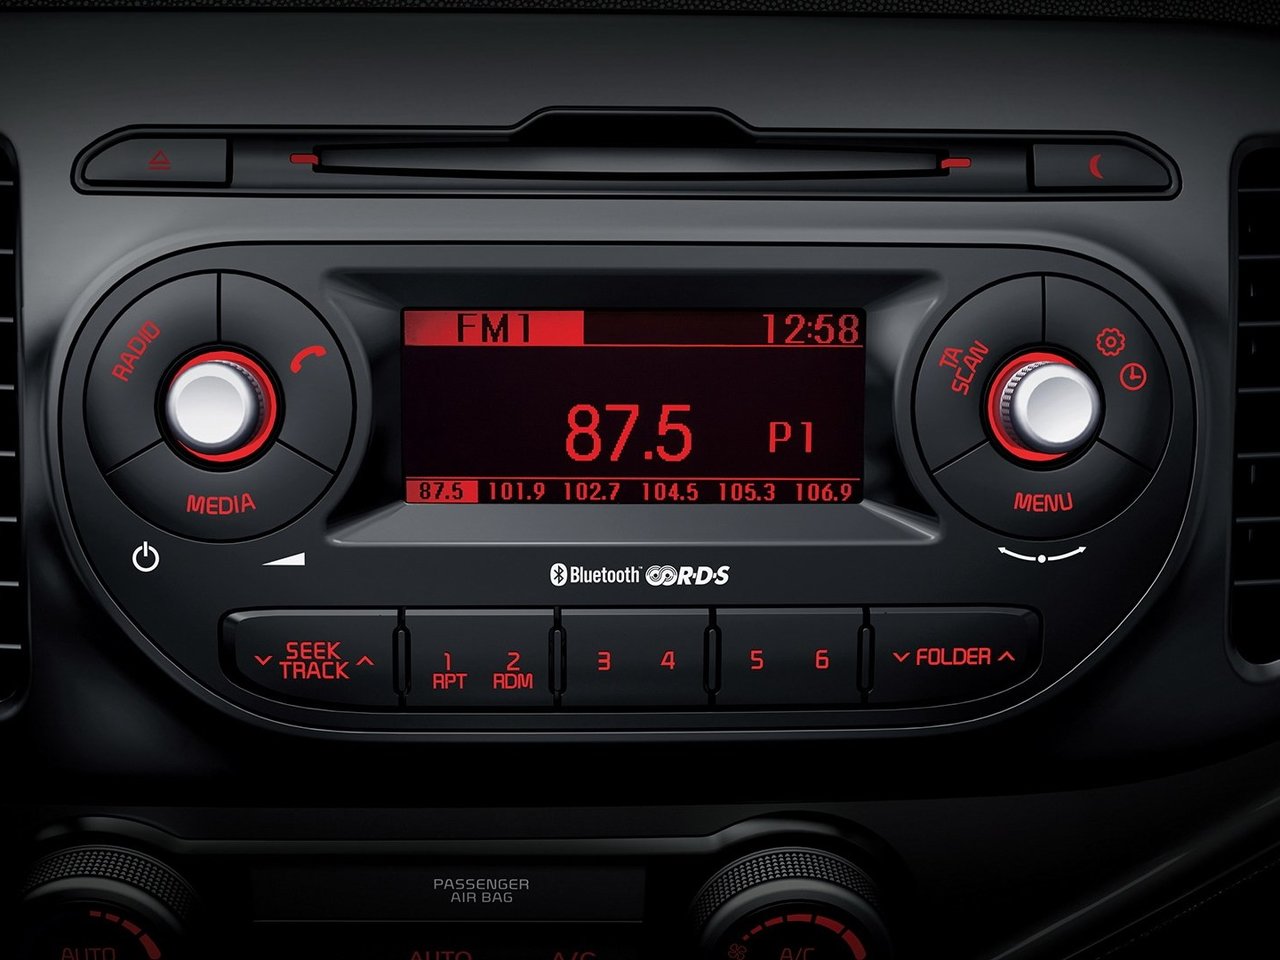 FM1 12:58
RADIO
TA
SCAN
87.5 P1
87.5 101.9 102.7 104.5 105.3 106.9
MEDIA
MENU
Bluetooth R·D·S
SEEK
TRACK
1
RPT
2
RDM
3
4
5
6
FOLDER
PASSENGER
AIR BAG
AUTO
AUTO
A/C
A/C